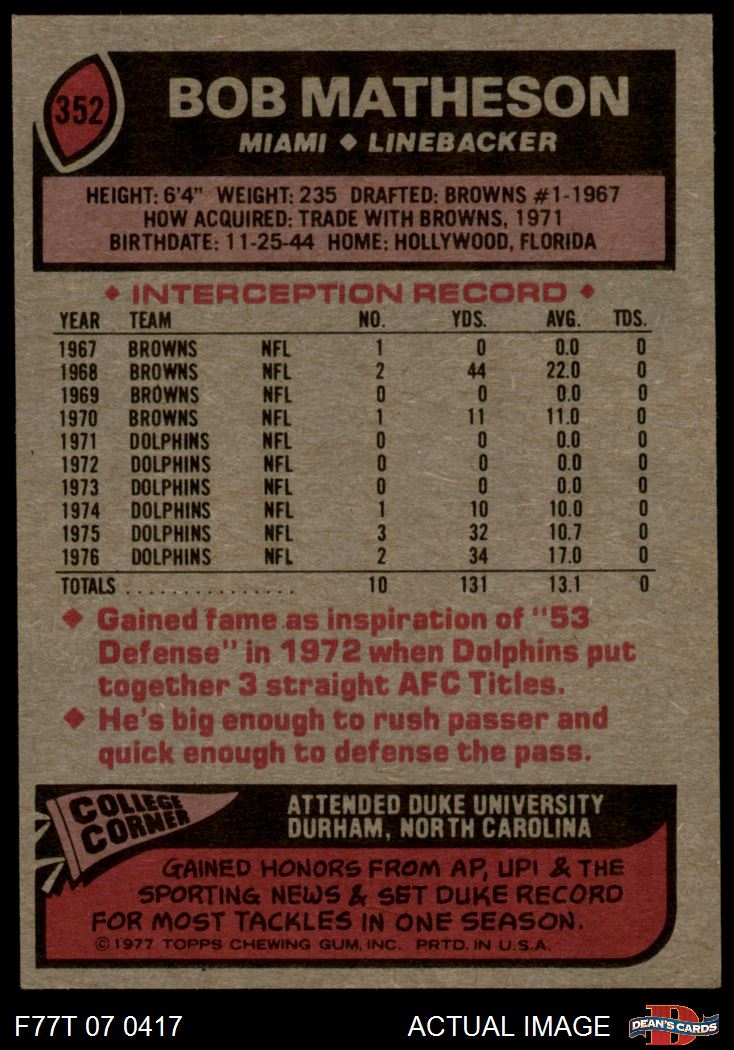 352
BOB MATHESON
MIAMI ◆ LINEBACKER
HEIGHT: 6'4" WEIGHT: 235 DRAFTED: BROWNS #1-1967
HOW ACQUIRED: TRADE WITH BROWNS, 1971
BIRTHDATE: 11-25-44 HOME: HOLLYWOOD, FLORIDA
◆ INTERCEPTION RECORD ◆
YEAR TEAM NO. YDS. AVG. TDS.
1967 BROWNS NFL 1 0 0.0 0
1968 BROWNS NFL 2 44 22.0 0
1969 BROWNS NFL 0 0 0.0 0
1970 BROWNS NFL 1 11 11.0 0
1971 DOLPHINS NFL 0 0 0.0 0
1972 DOLPHINS NFL 0 0 0.0 0
1973 DOLPHINS NFL 0 0 0.0 0
1974 DOLPHINS NFL 1 10 10.0 0
1975 DOLPHINS NFL 3 32 10.7 0
1976 DOLPHINS NFL 2 34 17.0 0
TOTALS . . . . . . . . . . . . . . . 10 131 13.1 0
◆ Gained fame as inspiration of "53
Defense" in 1972 when Dolphins put
together 3 straight AFC Titles.
◆ He's big enough to rush passer and
quick enough to defense the pass.
COLLEGE
CORNER
ATTENDED DUKE UNIVERSITY
DURHAM, NORTH CAROLINA
GAINED HONORS FROM AP, UPI & THE
SPORTING NEWS & SET DUKE RECORD
FOR MOST TACKLES IN ONE SEASON.
© 1977 TOPPS CHEWING GUM, INC. PRTD. IN U.S.A.
F77T 07 0417 ACTUAL IMAGE
D
DEAN'S CARDS